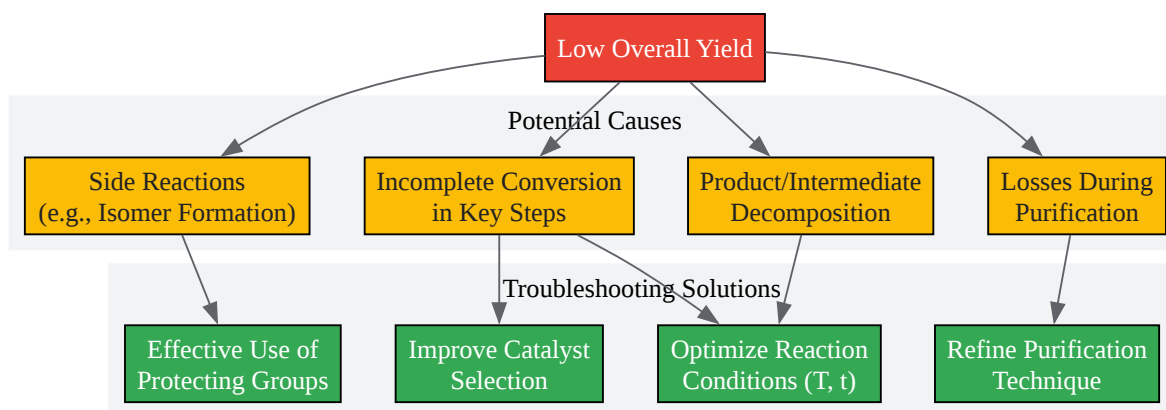 Low Overall Yield
Potential Causes
Side Reactions
(e.g., Isomer Formation)
Incomplete Conversion
in Key Steps
Product/Intermediate
Decomposition
Losses During
Purification
Troubleshooting Solutions
Effective Use of
Protecting Groups
Improve Catalyst
Selection
Optimize Reaction
Conditions (T, t)
Refine Purification
Technique